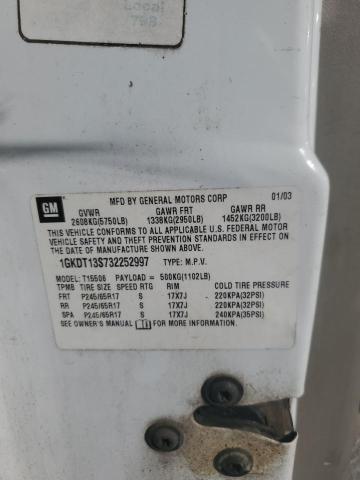 Local
798
GM
MFD BY GENERAL MOTORS CORP 01/03
GVWR GAWR FRT GAWR RR
2608KG(5750LB) 1338KG(2950LB) 1452KG(3200LB)
THIS VEHICLE CONFORMS TO ALL APPLICABLE U.S. FEDERAL MOTOR
VEHICLE SAFETY AND THEFT PREVENTION STANDARDS IN EFFECT ON THE
DATE OF MANUFACTURE SHOWN ABOVE.
1GKDT13S732252997 TYPE: M.P.V.
MODEL: T15506 PAYLOAD = 500KG(1102LB)
TPMB TIRE SIZE SPEED RTG RIM COLD TIRE PRESSURE
FRT P245/65R17 S 17X7J 220KPA(32PSI)
RR P245/65R17 S 17X7J 220KPA(32PSI)
SPA P245/65R17 S 17X7J 240KPA(35PSI)
SEE OWNER'S MANUAL FOR MORE INFORMATION